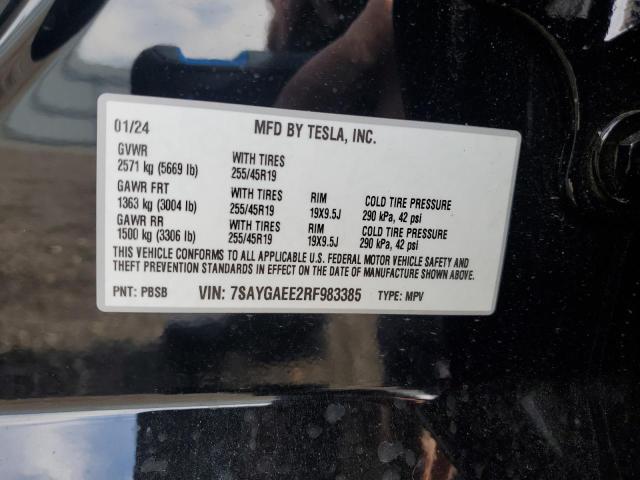 01/24 MFD BY TESLA, INC.
GVWR
2571 kg (5669 lb) WITH TIRES 255/45R19
GAWR FRT
1363 kg (3004 lb) WITH TIRES 255/45R19 RIM 19X9.5J COLD TIRE PRESSURE 290 kPa, 42 psi
GAWR RR
1500 kg (3306 lb) WITH TIRES 255/45R19 RIM 19X9.5J COLD TIRE PRESSURE 290 kPa, 42 psi
THIS VEHICLE CONFORMS TO ALL APPLICABLE U.S. FEDERAL MOTOR VEHICLE SAFETY AND
THEFT PREVENTION STANDARDS IN EFFECT ON THE DATE OF MANUFACTURE SHOWN ABOVE.
PNT: PBSB VIN: 7SAYGAEE2RF983385 TYPE: MPV